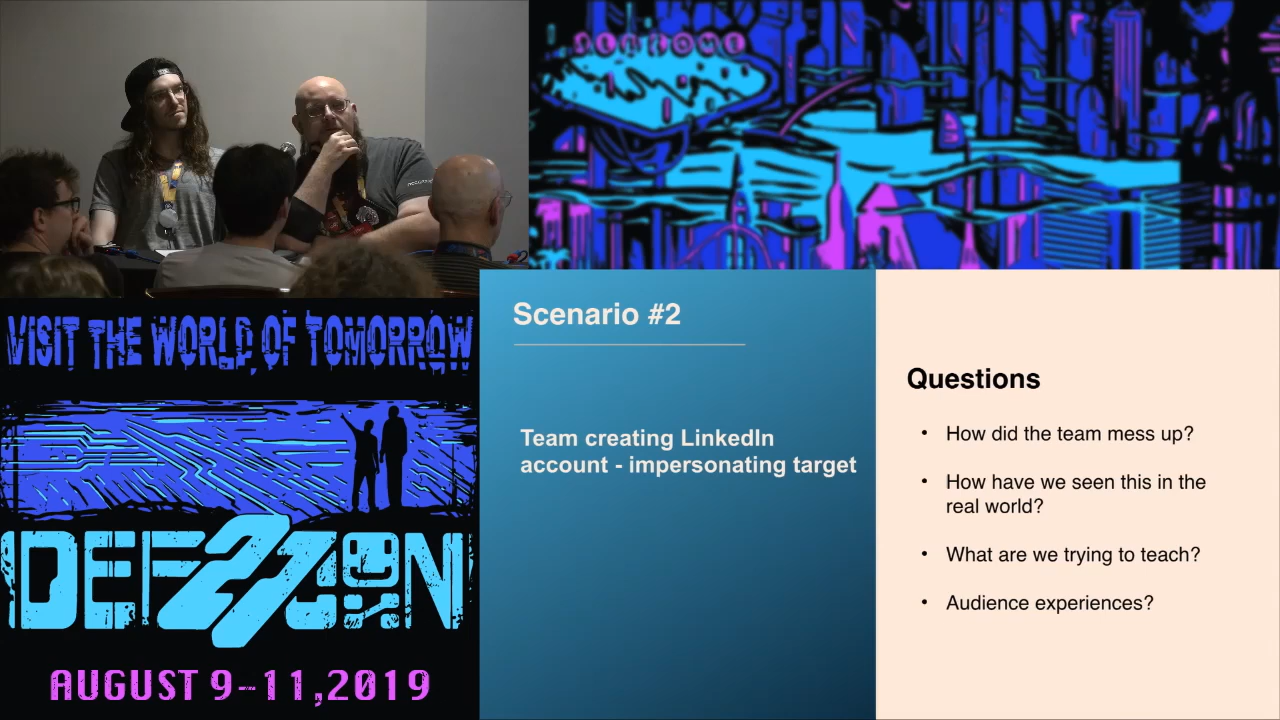 WELCOME
VISIT THE WORLD OF TOMORROW
DEF 27 CON
AUGUST 9-11, 2019
Scenario #2
Team creating LinkedIn
account - impersonating target
Questions
• How did the team mess up?
• How have we seen this in the
real world?
• What are we trying to teach?
• Audience experiences?